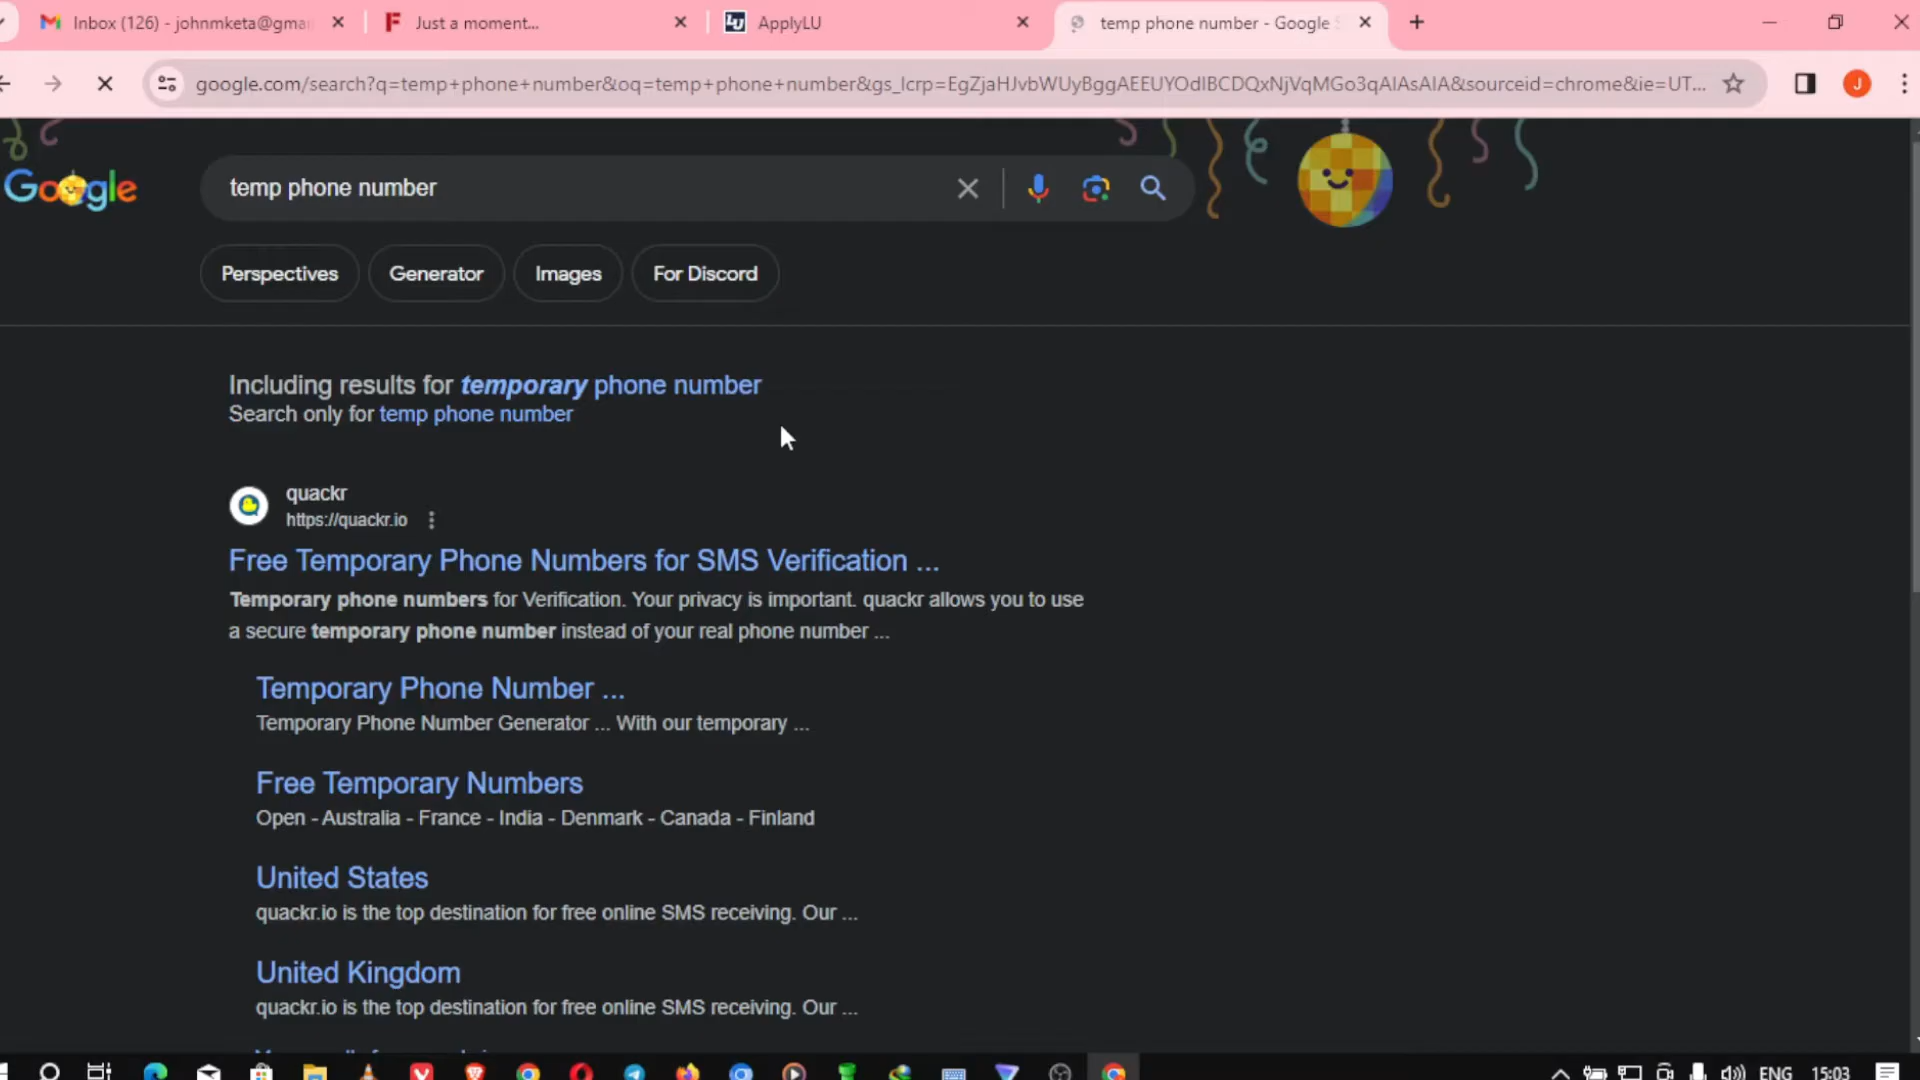 Inbox (126) - johnmketa@gmai
Just a moment...
ApplyLU
temp phone number - Google S
google.com/search?q=temp+phone+number&oq=temp+phone+number&gs_lcrp=EgZjaHJvbWUyBggAEEUYOdIBCDQxNjVqMGo3qAIAsAIA&sourceid=chrome&ie=UT...
J
Google
temp phone number
Perspectives
Generator
Images
For Discord
Including results for temporary phone number
Search only for temp phone number
quackr
https://quackr.io
Free Temporary Phone Numbers for SMS Verification ...
Temporary phone numbers for Verification. Your privacy is important. quackr allows you to use
a secure temporary phone number instead of your real phone number ...
Temporary Phone Number ...
Temporary Phone Number Generator ... With our temporary ...
Free Temporary Numbers
Open - Australia - France - India - Denmark - Canada - Finland
United States
quackr.io is the top destination for free online SMS receiving. Our ...
United Kingdom
quackr.io is the top destination for free online SMS receiving. Our ...
ENG
15:03